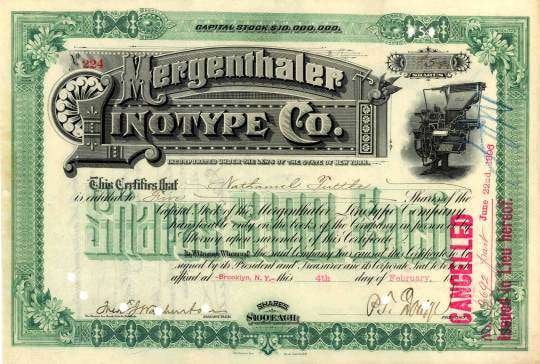 CAPITAL STOCK $10,000,000.
No. 224
5
SHARES
Mergenthaler
LINOTYPE CO.
INCORPORATED UNDER THE LAWS OF THE STATE OF NEW YORK.
This Certifies that Nathaniel Tuttle
is entitled to Five Shares of the
Capital Stock of the Mergenthaler Linotype Company,
transferable only on the books of the Company in person or
Attorney upon surrender of this Certificate.
In Witness Whereof, the said Company has caused this Certificate to be
signed by its President and Treasurer and its Corporate Seal to be
affixed at Brooklyn, N.Y. this 4th day of February,
SHARES
$100 EACH
CANCELLED
June 22nd, 1906
Issued in lieu hereof.